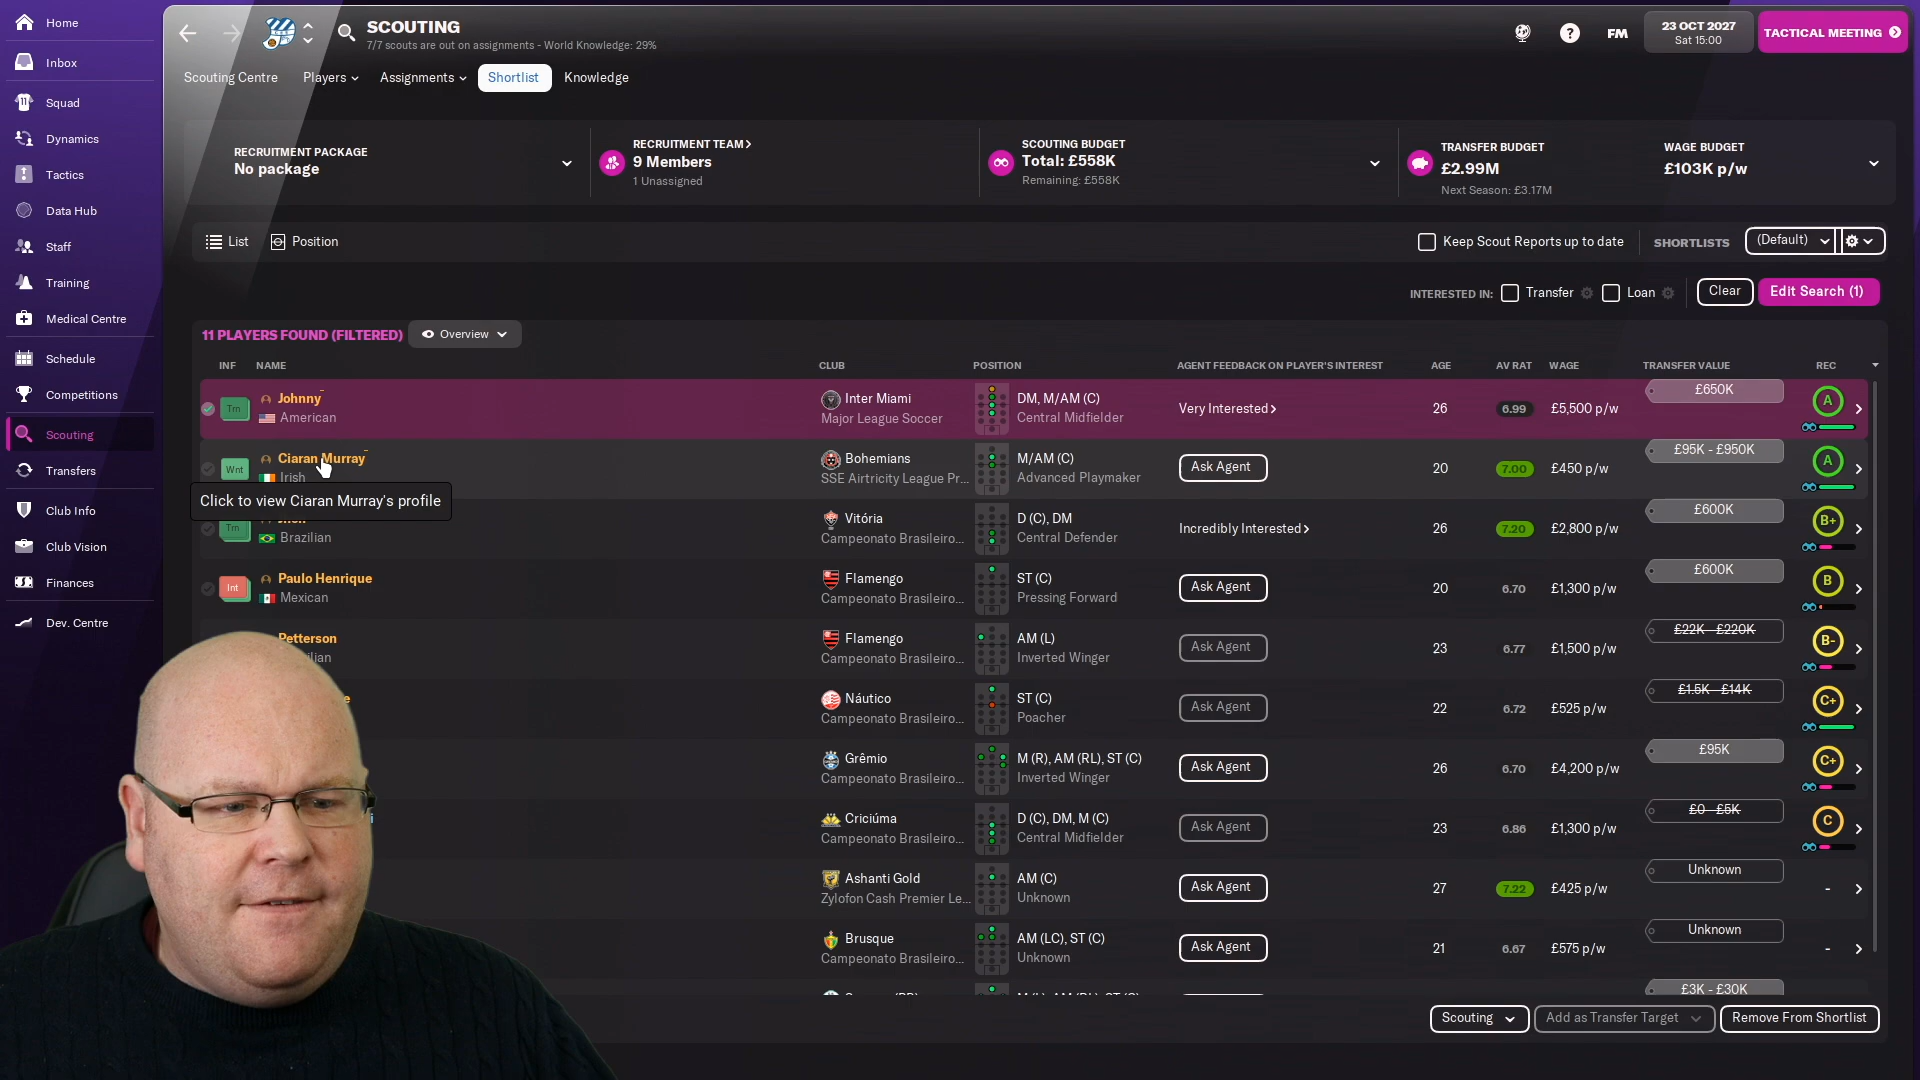 Home
Inbox
Squad
Dynamics
Tactics
Data Hub
Staff
Training
Medical Centre
Schedule
Competitions
Scouting
Transfers
Club Info
Club Vision
Finances
Dev. Centre
SCOUTING
7/7 scouts are out on assignments - World Knowledge: 29%
FM
23 OCT 2027
Sat 15:00
TACTICAL MEETING
Scouting Centre
Players
Assignments
Shortlist
Knowledge
RECRUITMENT PACKAGE
No package
RECRUITMENT TEAM
9 Members
1 Unassigned
SCOUTING BUDGET
Total: £558K
Remaining: £558K
TRANSFER BUDGET
£2.99M
Next Season: £3.17M
WAGE BUDGET
£103K p/w
List
Position
Keep Scout Reports up to date
SHORTLISTS
(Default)
INTERESTED IN:
Transfer
Loan
Clear
Edit Search (1)
11 PLAYERS FOUND (FILTERED)
Overview
INF NAME CLUB POSITION AGENT FEEDBACK ON PLAYER'S INTEREST AGE AV RAT WAGE TRANSFER VALUE REC
Trn Johnny Inter Miami DM, M/AM (C) Very Interested 26 6.99 £5,500 p/w £650K A
American Major League Soccer Central Midfielder
Wnt Ciaran Murray Bohemians M/AM (C) Ask Agent 20 7.00 £450 p/w £95K - £950K A
Irish SSE Airtricity League Pr... Advanced Playmaker
Click to view Ciaran Murray's profile
Trn Vitória D (C), DM Incredibly Interested 26 7.20 £2,800 p/w £600K B+
Brazilian Campeonato Brasileiro... Central Defender
Int Paulo Henrique Flamengo ST (C) Ask Agent 20 6.70 £1,300 p/w £600K B
Mexican Campeonato Brasileiro... Pressing Forward
Petterson Flamengo AM (L) Ask Agent 23 6.77 £1,500 p/w £22K - £220K B-
Campeonato Brasileiro... Inverted Winger
Náutico ST (C) Ask Agent 22 6.72 £525 p/w £1.5K - £14K C+
Campeonato Brasileiro... Poacher
Grêmio M (R), AM (RL), ST (C) Ask Agent 26 6.70 £4,200 p/w £95K C+
Campeonato Brasileiro... Inverted Winger
Criciúma D (C), DM, M (C) Ask Agent 23 6.86 £1,300 p/w £0 - £5K C
Campeonato Brasileiro... Central Midfielder
Ashanti Gold AM (C) Ask Agent 27 7.22 £425 p/w Unknown -
Zylofon Cash Premier Le... Unknown
Brusque AM (LC), ST (C) Ask Agent 21 6.67 £575 p/w Unknown -
Campeonato Brasileiro... Unknown
£3K - £30K
Scouting
Add as Transfer Target
Remove From Shortlist